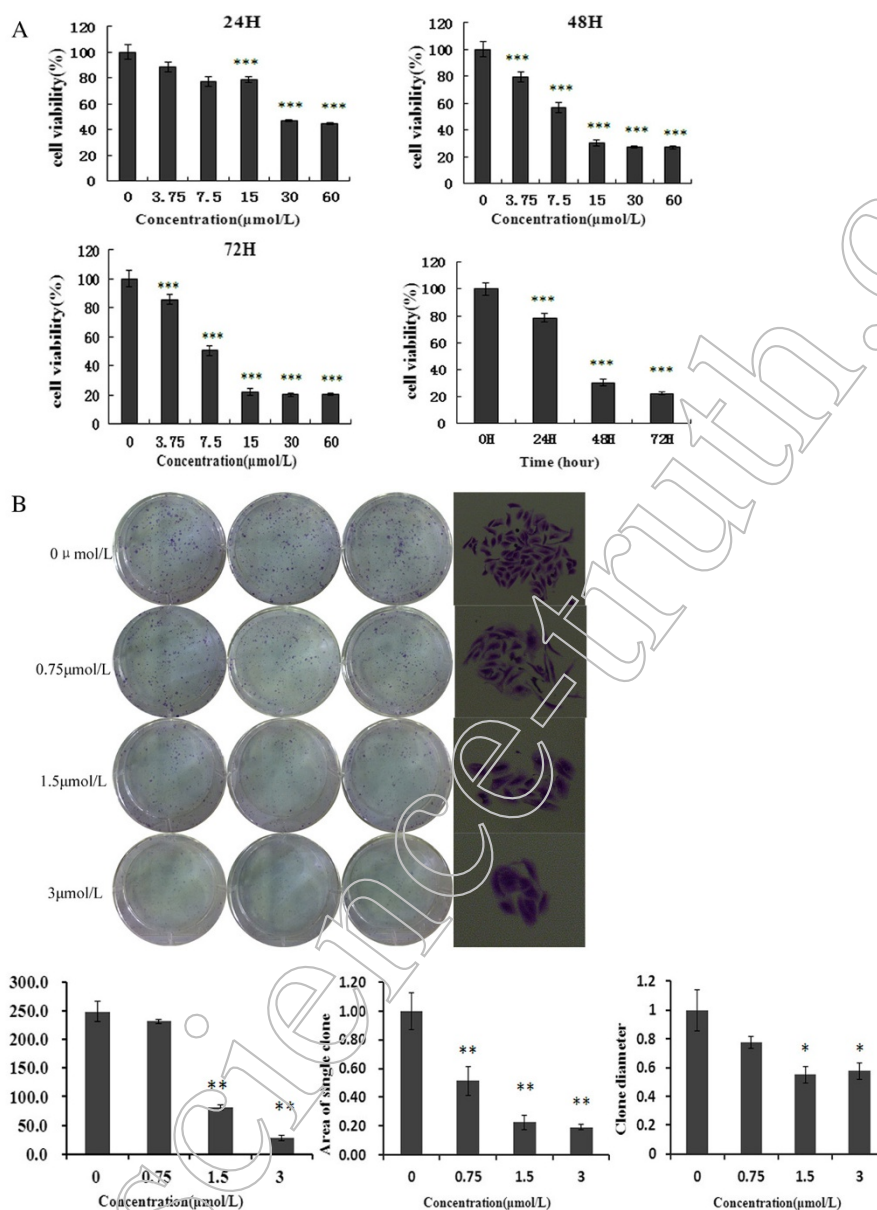 A
24H
cell viability(%)
120
100
80
60
40
20
0
***
***
***
0 3.75 7.5 15 30 60
Concentration(μmol/L)
48H
cell viability(%)
120
100
80
60
40
20
0
***
***
***
***
***
0 3.75 7.5 15 30 60
Concentration(μmol/L)
72H
cell viability(%)
120
100
80
60
40
20
0
***
***
***
***
***
0 3.75 7.5 15 30 60
Concentration(μmol/L)
cell viability(%)
120
100
80
60
40
20
0
***
***
***
0H 24H 48H 72H
Time (hour)
B
0 μ mol/L
0.75μmol/L
1.5μmol/L
3μmol/L
300.0
250.0
200.0
150.0
100.0
50.0
0.0
**
**
0 0.75 1.5 3
Concentration(μmol/L)
Area of single clone
1.20
1.00
0.80
0.60
0.40
0.20
0.00
**
**
**
0 0.75 1.5 3
Concentration(μmol/L)
Clone diameter
1.2
1
0.8
0.6
0.4
0.2
0
*
*
0 0.75 1.5 3
Concentration(μmol/L)
science-truth.o